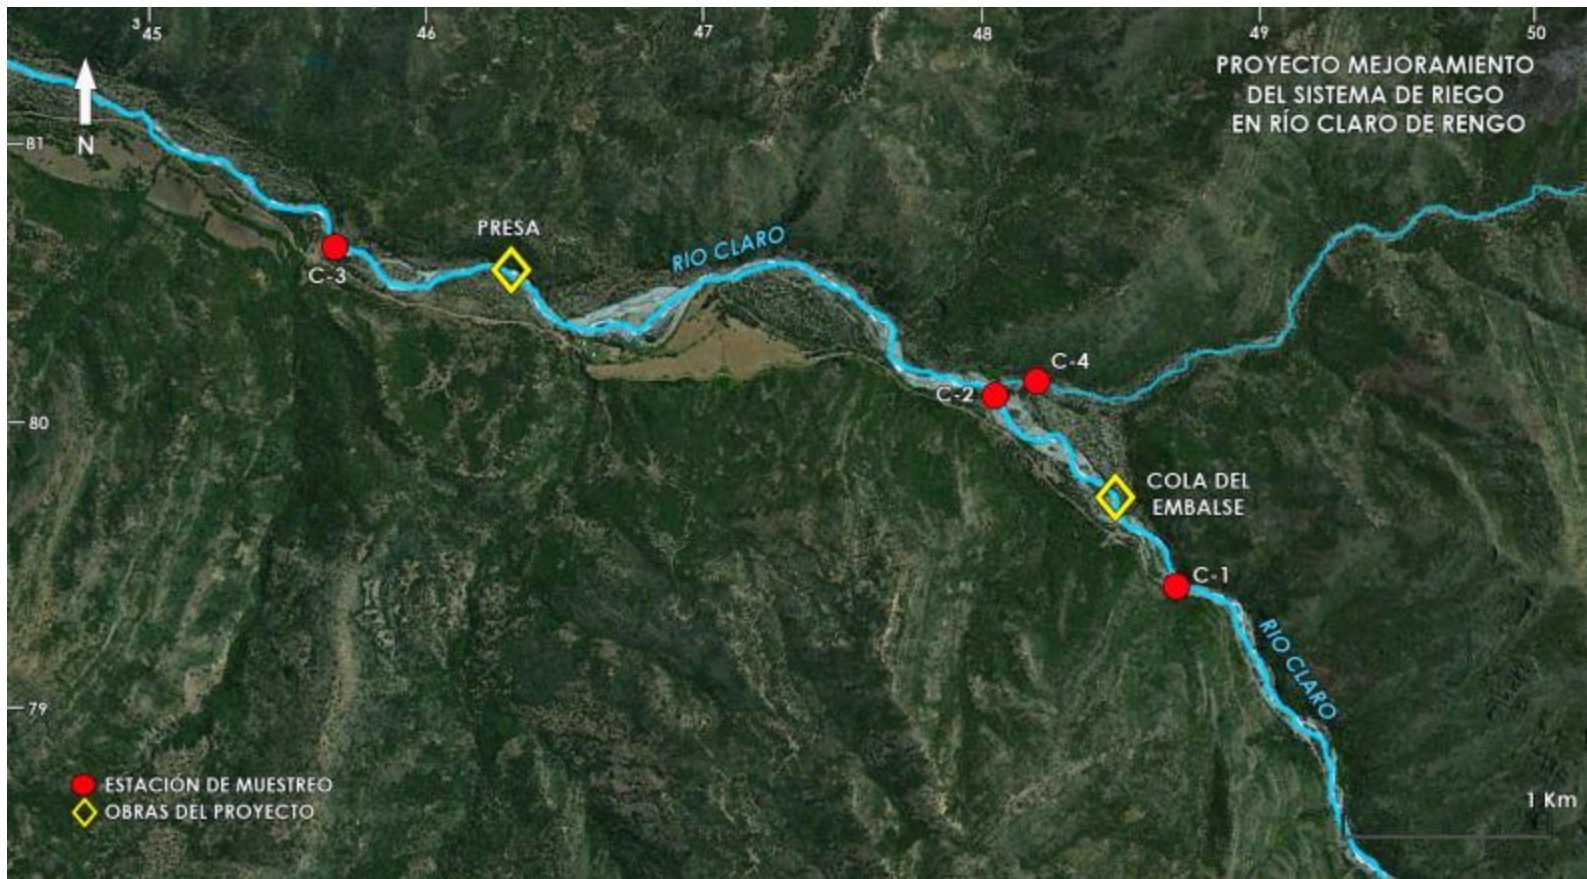 ³45
46
47
48
49
50
PROYECTO MEJORAMIENTO
DEL SISTEMA DE RIEGO
EN RÍO CLARO DE RENGO
81
N
PRESA
RIO CLARO
C-3
C-4
C-2
80
COLA DEL
EMBALSE
C-1
RIO CLARO
79
ESTACIÓN DE MUESTREO
OBRAS DEL PROYECTO
1 Km